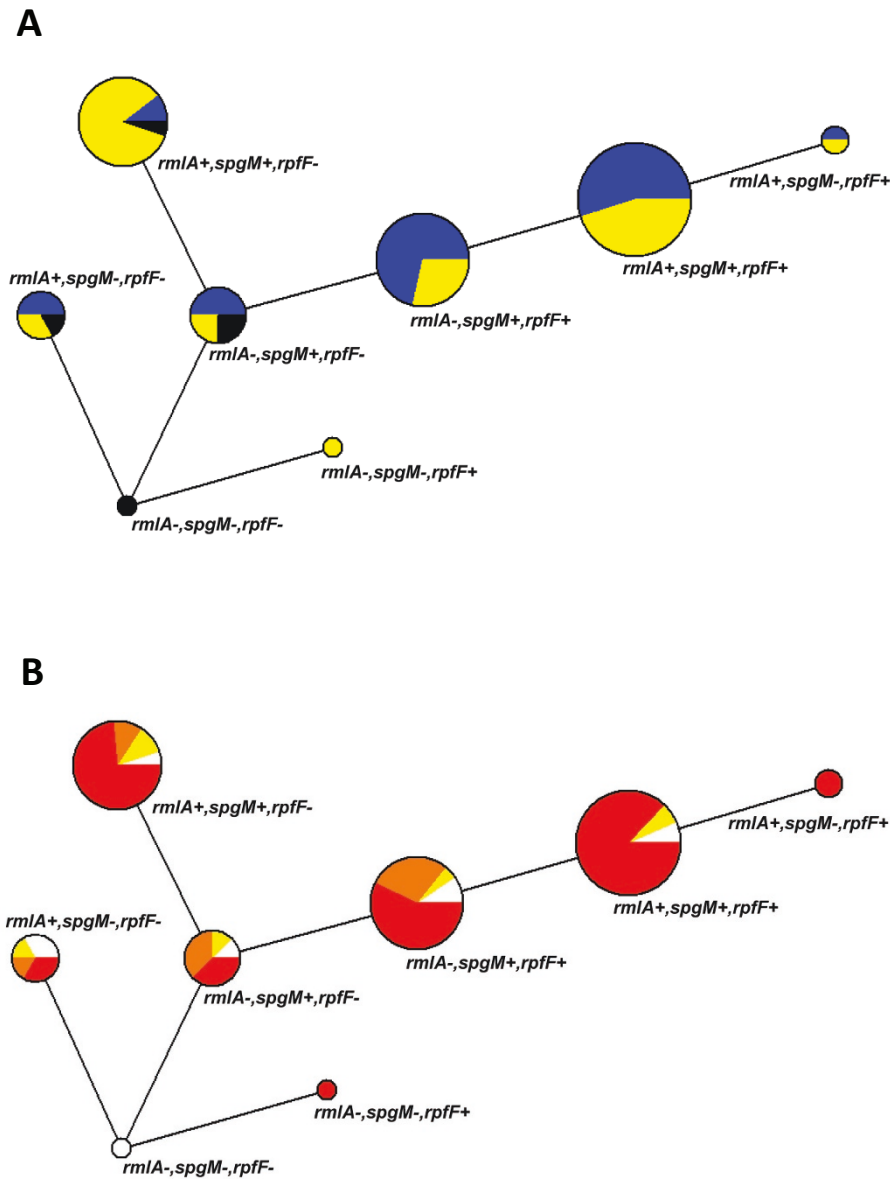 A
rmlA+,spgM+,rpfF-
rmlA+,spgM-,rpfF+
rmlA+,spgM+,rpfF+
rmlA+,spgM-,rpfF-
rmlA-,spgM+,rpfF+
rmlA-,spgM+,rpfF-
rmlA-,spgM-,rpfF+
rmlA-,spgM-,rpfF-
B
rmlA+,spgM+,rpfF-
rmlA+,spgM-,rpfF+
rmlA+,spgM+,rpfF+
rmlA+,spgM-,rpfF-
rmlA-,spgM+,rpfF+
rmlA-,spgM+,rpfF-
rmlA-,spgM-,rpfF+
rmlA-,spgM-,rpfF-